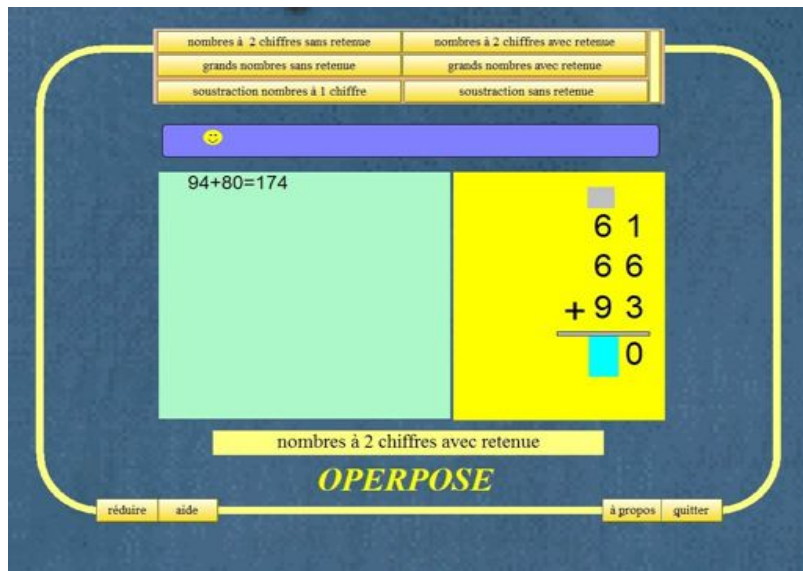 nombres à 2 chiffres sans retenue
nombres à 2 chiffres avec retenue
grands nombres sans retenue
grands nombres avec retenue
soustraction nombres à 1 chiffre
soustraction sans retenue
94+80=174
6 1
6 6
+ 9 3
0
nombres à 2 chiffres avec retenue
OPERPOSE
réduire
aide
à propos
quitter